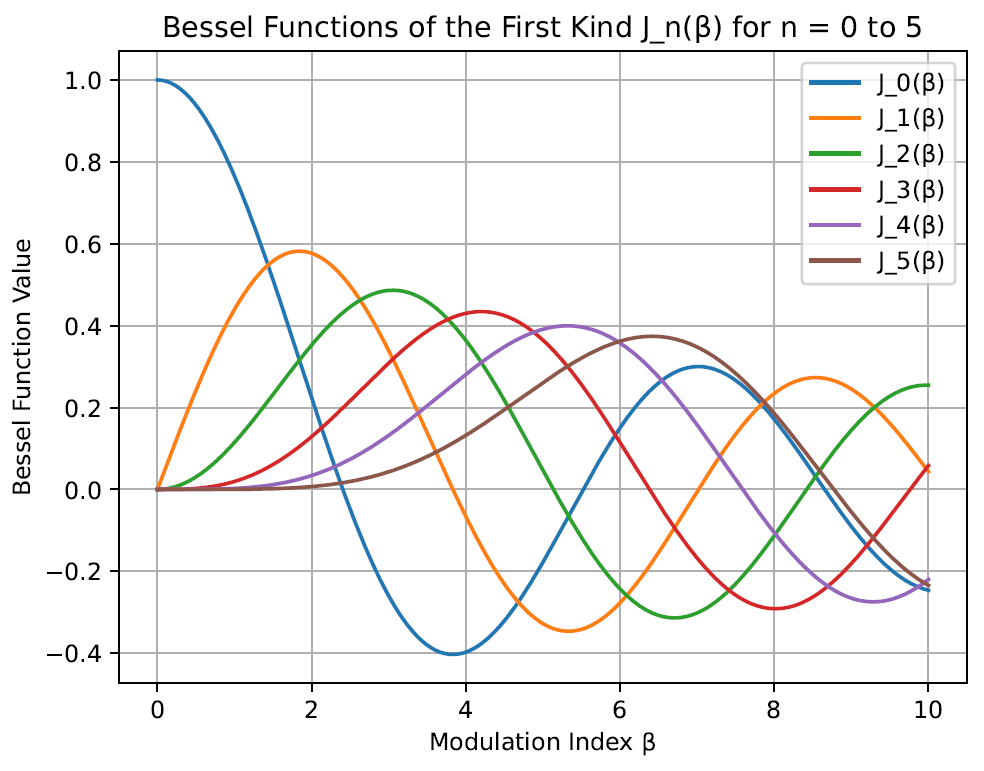 Bessel Functions of the First Kind J_n(β) for n = 0 to 5
Bessel Function Value
1.0
0.8
0.6
0.4
0.2
0.0
−0.2
−0.4
J_0(β)
J_1(β)
J_2(β)
J_3(β)
J_4(β)
J_5(β)
0 2 4 6 8 10
Modulation Index β